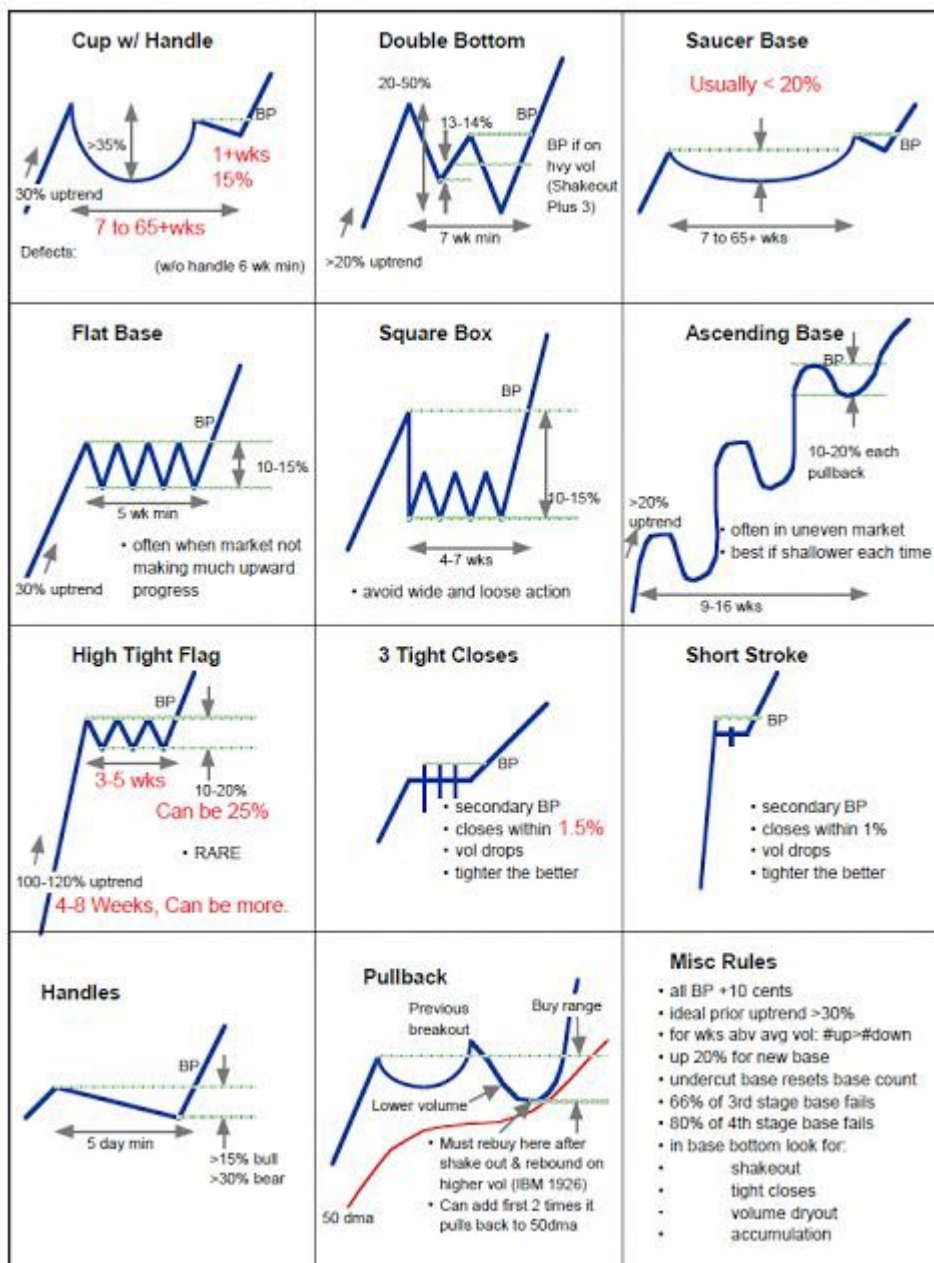 Cup w/ Handle
BP
>35%
1+wks
15%
30% uptrend
7 to 65+wks
Defects:
(w/o handle 6 wk min)
Double Bottom
20-50%
BP
13-14%
BP if on
hvy vol
(Shakeout
Plus 3)
7 wk min
>20% uptrend
Saucer Base
Usually < 20%
BP
7 to 65+ wks
Flat Base
BP
10-15%
5 wk min
• often when market not
making much upward
progress
30% uptrend
Square Box
BP
10-15%
4-7 wks
• avoid wide and loose action
Ascending Base
BP
10-20% each
pullback
>20%
uptrend
• often in uneven market
• best if shallower each time
9-16 wks
High Tight Flag
BP
3-5 wks
10-20%
Can be 25%
• RARE
100-120% uptrend
4-8 Weeks, Can be more.
3 Tight Closes
BP
• secondary BP
• closes within 1.5%
• vol drops
• tighter the better
Short Stroke
BP
• secondary BP
• closes within 1%
• vol drops
• tighter the better
Handles
BP
5 day min
>15% bull
>30% bear
Pullback
Previous
breakout
Buy range
Lower volume
• Must rebuy here after
shake out & rebound on
higher vol (IBM 1926)
• Can add first 2 times it
pulls back to 50dma
50 dma
Misc Rules
• all BP +10 cents
• ideal prior uptrend >30%
• for wks abv avg vol: #up>#down
• up 20% for new base
• undercut base resets base count
• 66% of 3rd stage base fails
• 80% of 4th stage base fails
• in base bottom look for:
• shakeout
• tight closes
• volume dryout
• accumulation